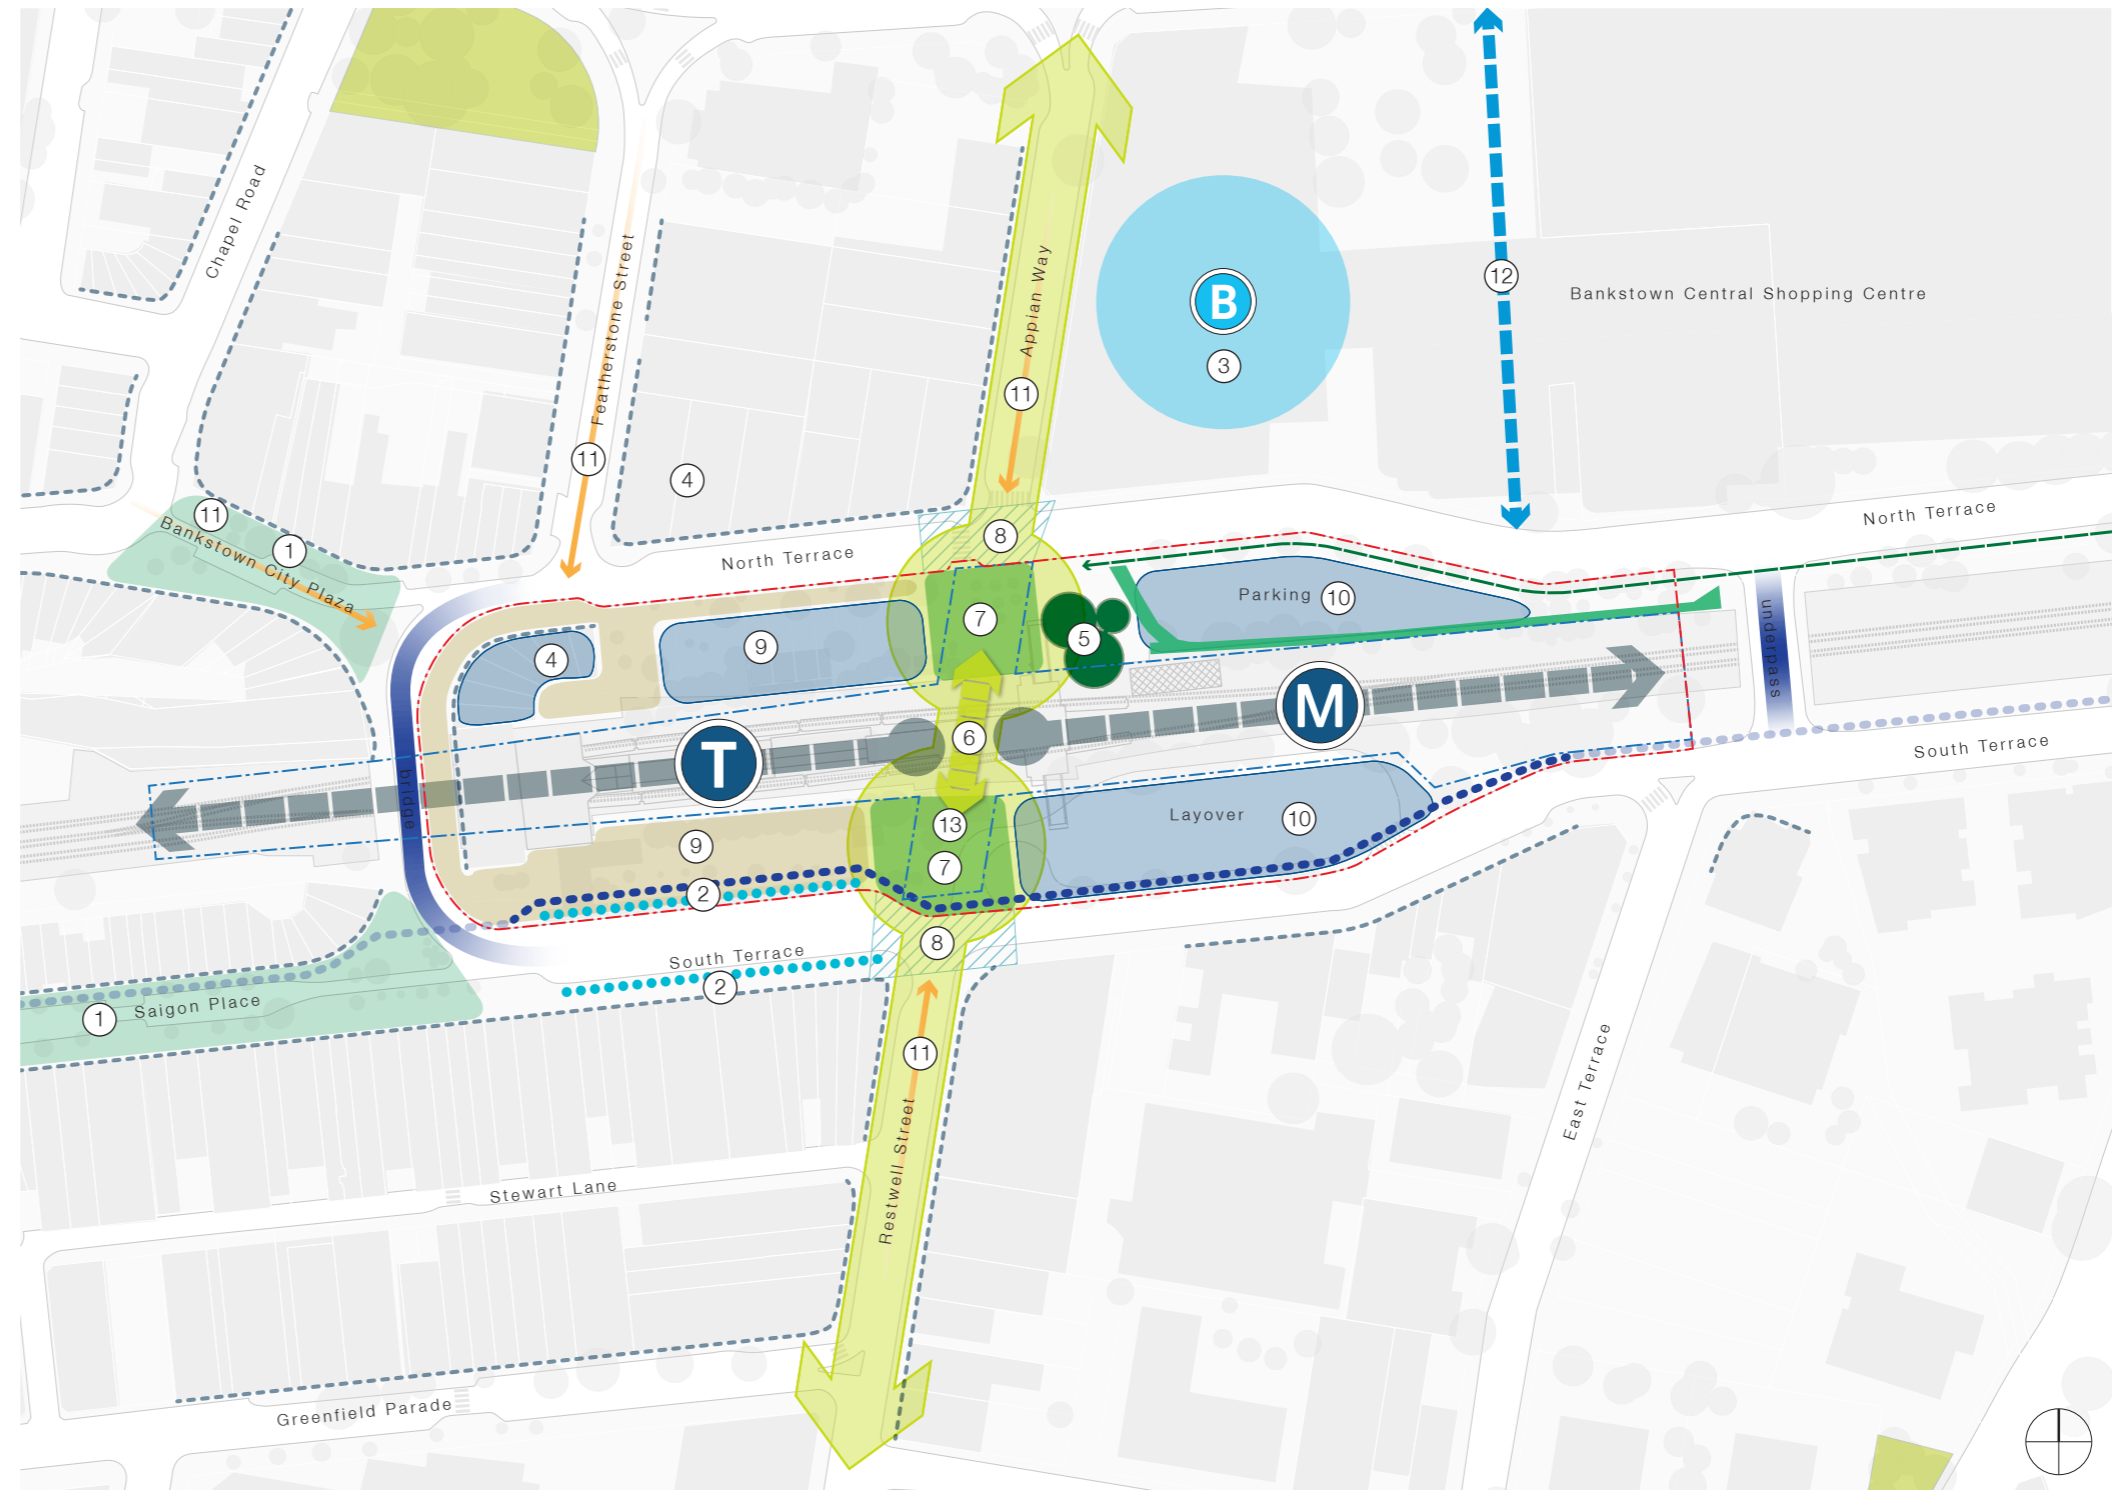 Chapel Road
Featherstone Street
Appian Way
B
3
12
Bankstown Central Shopping Centre
11
11
4
11
1
Bankstown City Plaza
North Terrace
8
North Terrace
Parking
10
7
5
9
4
underpass
M
T
6
bridge
South Terrace
13
Layover
10
9
7
2
8
South Terrace
2
1
Saigon Place
11
East Terrace
Restwell Street
Stewart Lane
Greenfield Parade